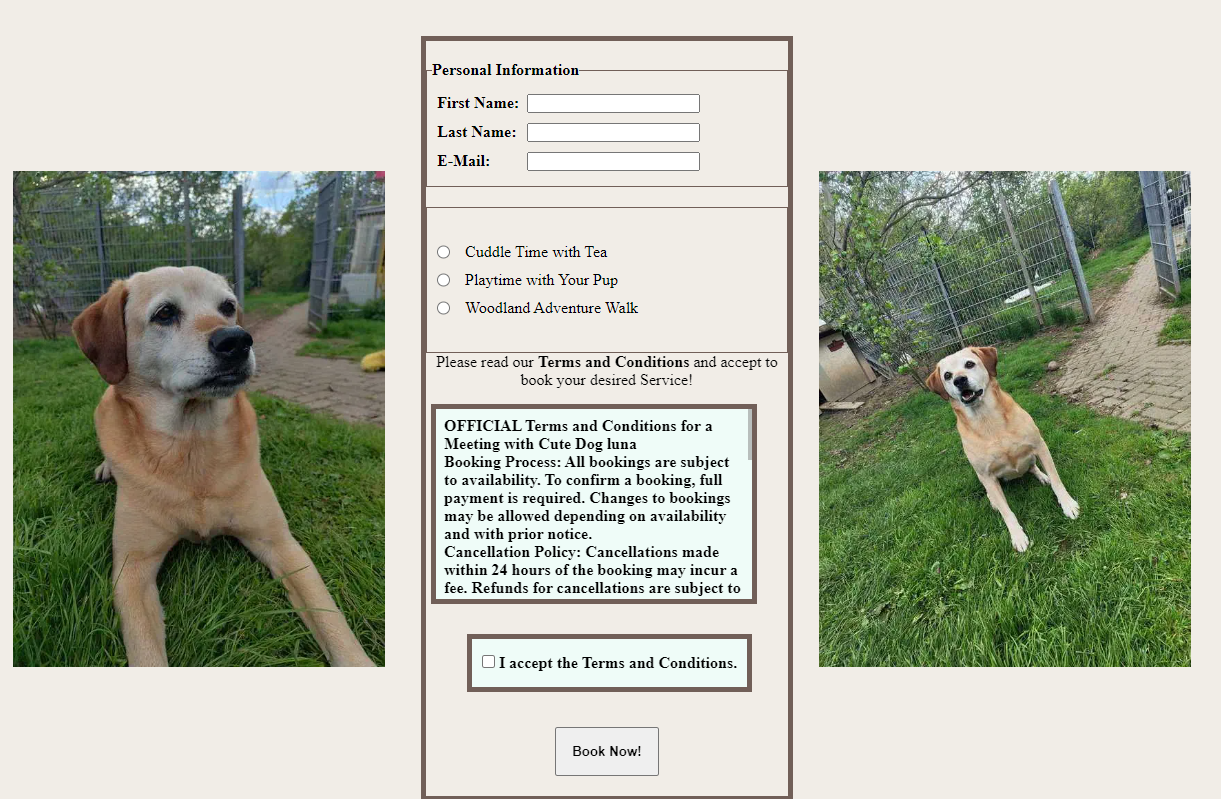 Personal Information
First Name:
Last Name:
E-Mail:
Cuddle Time with Tea
Playtime with Your Pup
Woodland Adventure Walk
Please read our Terms and Conditions and accept to
book your desired Service!
OFFICIAL Terms and Conditions for a
Meeting with Cute Dog luna
Booking Process: All bookings are subject
to availability. To confirm a booking, full
payment is required. Changes to bookings
may be allowed depending on availability
and with prior notice.
Cancellation Policy: Cancellations made
within 24 hours of the booking may incur a
fee. Refunds for cancellations are subject to
I accept the Terms and Conditions.
Book Now!